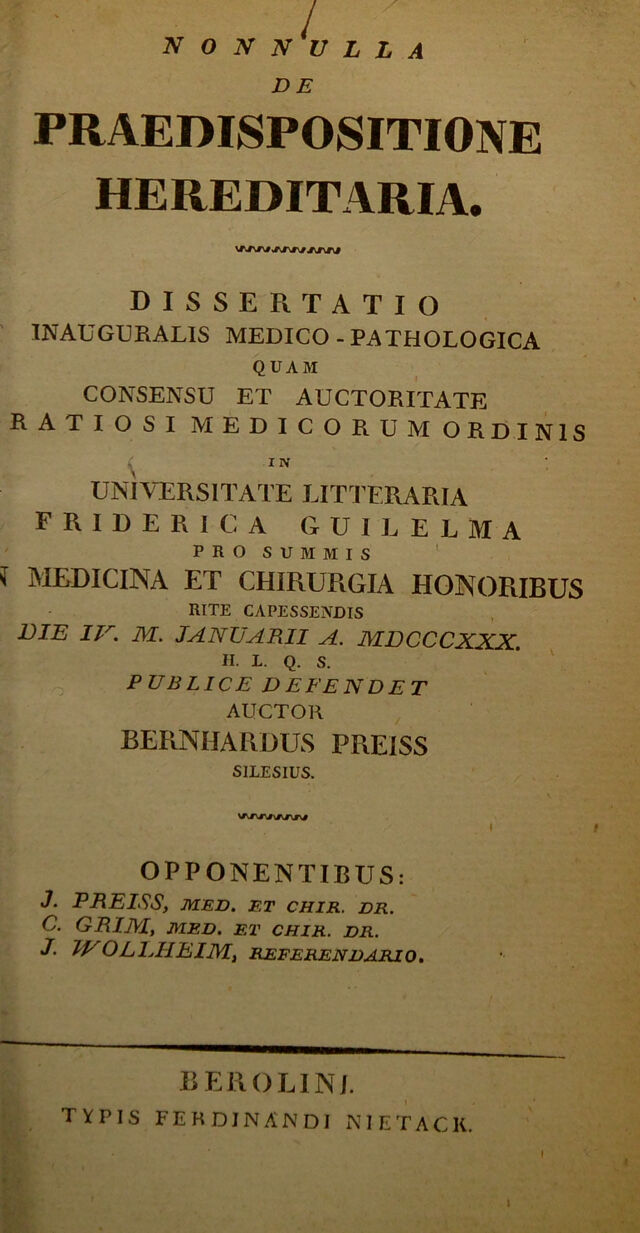 NONNULLA
DE
PRAEDISPOSITIONE
HEREDITARIA.
DISSERTATIO
INAUGURALIS MEDICO-PATHOLOGICA
QUAM
CONSENSU ET AUCTORITATE
RATIOSI MEDICORUM ORDINIS
IN
UNIVERSITATE LITTERARIA
FRIDERICA GUILELMA
PRO SUMMIS
N MEDICINA ET CHIRURGIA HONORIBUS
RITE CAPESSENDIS
DIE IV. M. JANUARII A. MDCCCXXX.
H. L. Q. S.
PUBLICE DEFENDET
AUCTOR
BERNHARDUS PREISS
SILESIUS.
OPPONENTIBUS:
J. PREISS, MED. ET CHIR. DR.
C. GRIM, MED. ET CHIR. DR.
J. WOLLHEIM, REFERENDARIO.
BEROLINI.
TYPIS FERDINANDI NIETACK.